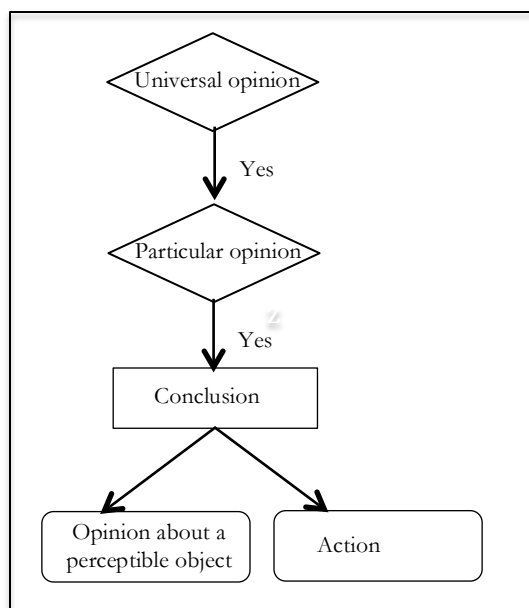 Universal opinion
Yes
Particular opinion
Yes
Conclusion
Opinion about a
perceptible object
Action